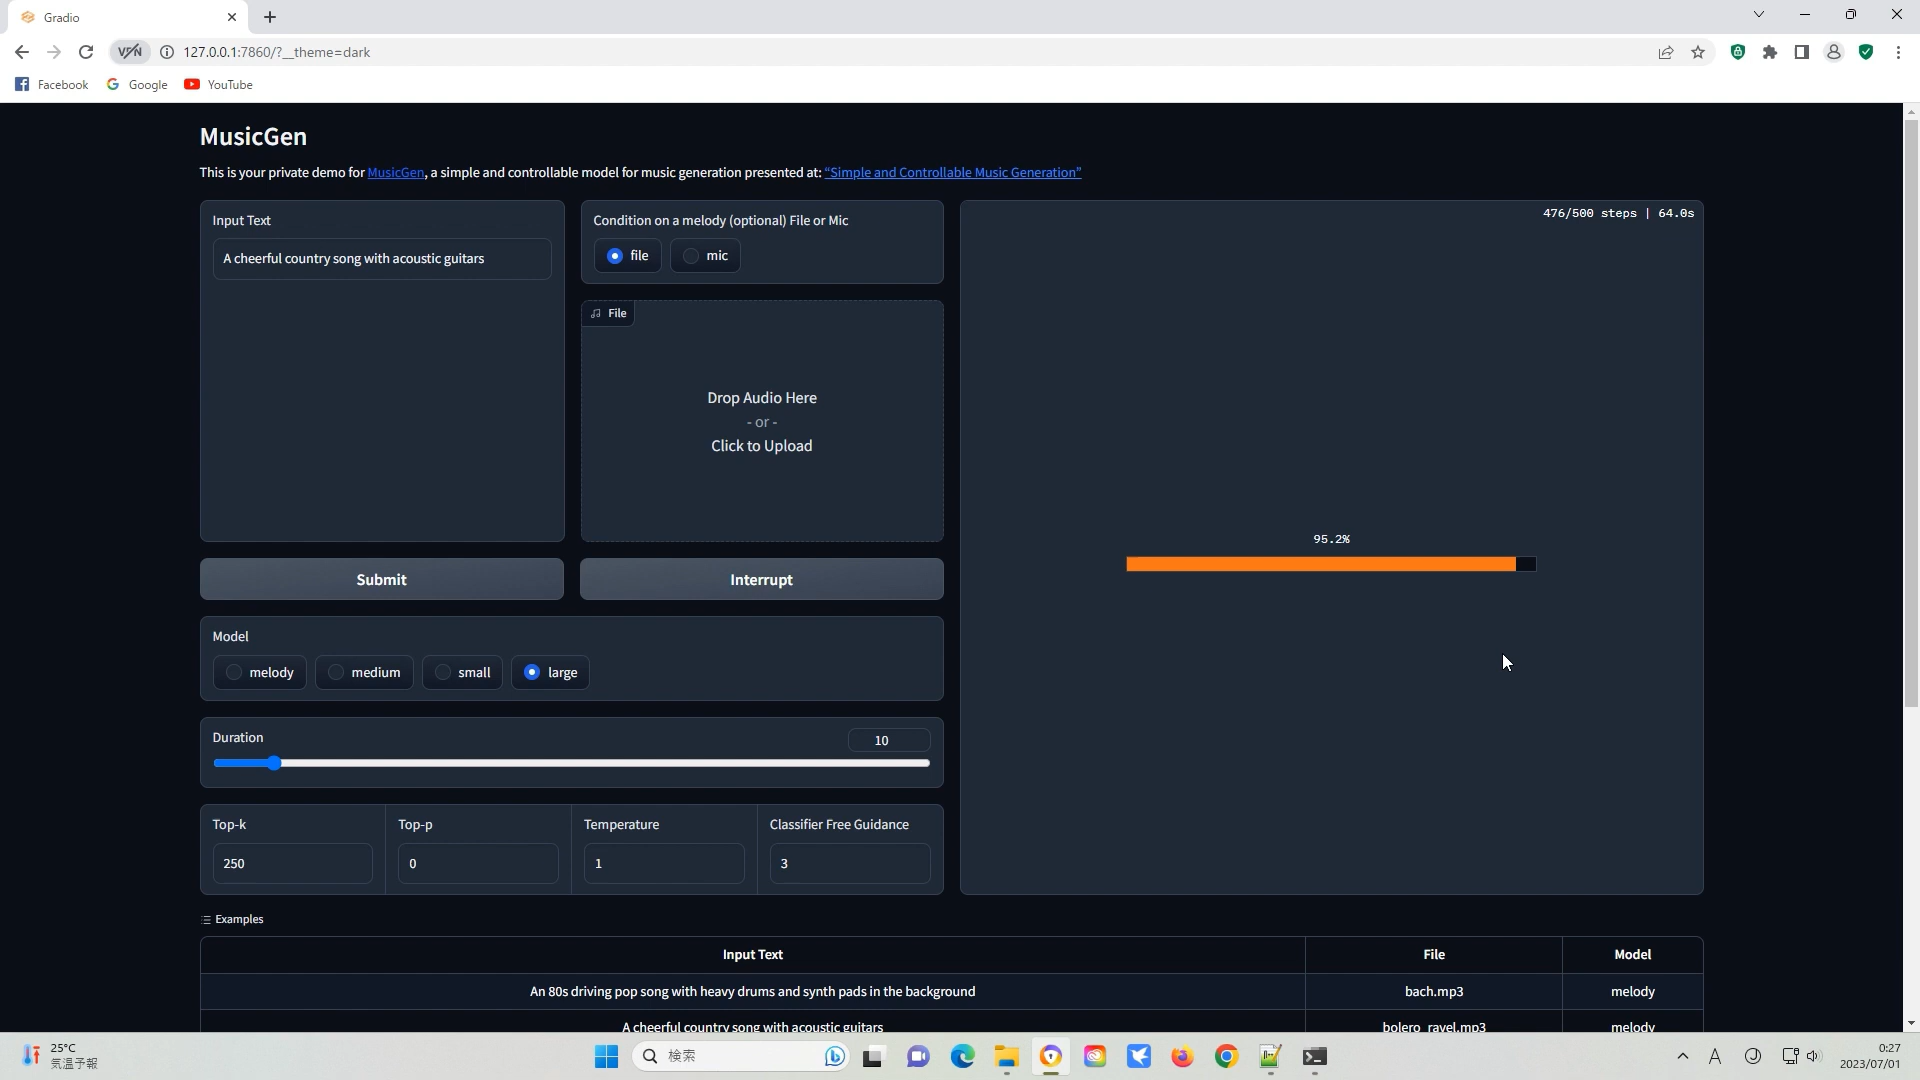 Gradio
VPN
127.0.0.1:7860/?__theme=dark
Facebook
Google
YouTube
MusicGen
This is your private demo for MusicGen, a simple and controllable model for music generation presented at: “Simple and Controllable Music Generation”
Input Text
A cheerful country song with acoustic guitars
Condition on a melody (optional) File or Mic
file
mic
File
Drop Audio Here
- or -
Click to Upload
476/500 steps | 64.0s
95.2%
Submit
Interrupt
Model
melody
medium
small
large
Duration
10
Top-k
250
Top-p
0
Temperature
1
Classifier Free Guidance
3
Examples
Input Text
File
Model
An 80s driving pop song with heavy drums and synth pads in the background
bach.mp3
melody
A cheerful country song with acoustic guitars
bolero_ravel.mp3
melody
25°C
気温予報
検索
A
0:27
2023/07/01